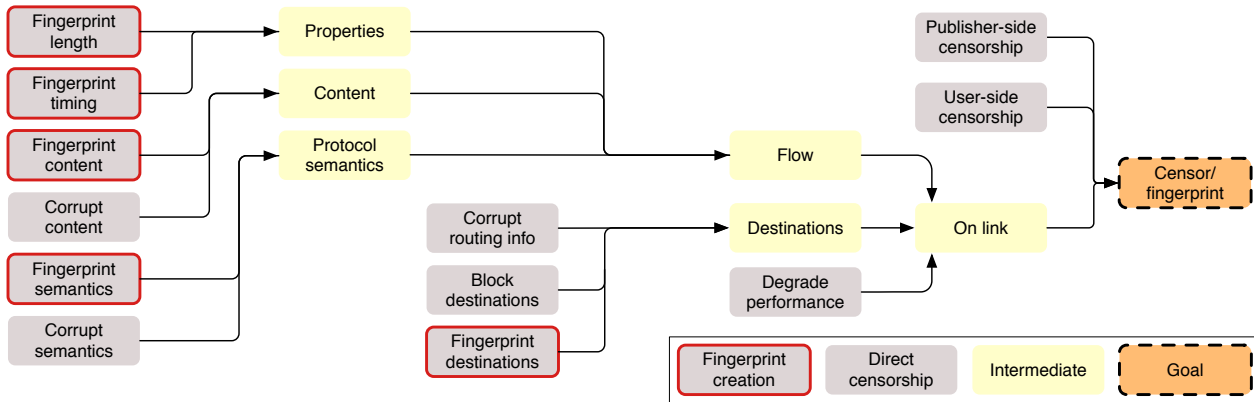 Fingerprint
length
Fingerprint
timing
Fingerprint
content
Corrupt
content
Fingerprint
semantics
Corrupt
semantics
Properties
Content
Protocol
semantics
Corrupt
routing info
Block
destinations
Fingerprint
destinations
Flow
Destinations
Degrade
performance
Publisher-side
censorship
User-side
censorship
On link
Censor/
fingerprint
Fingerprint
creation
Direct
censorship
Intermediate
Goal